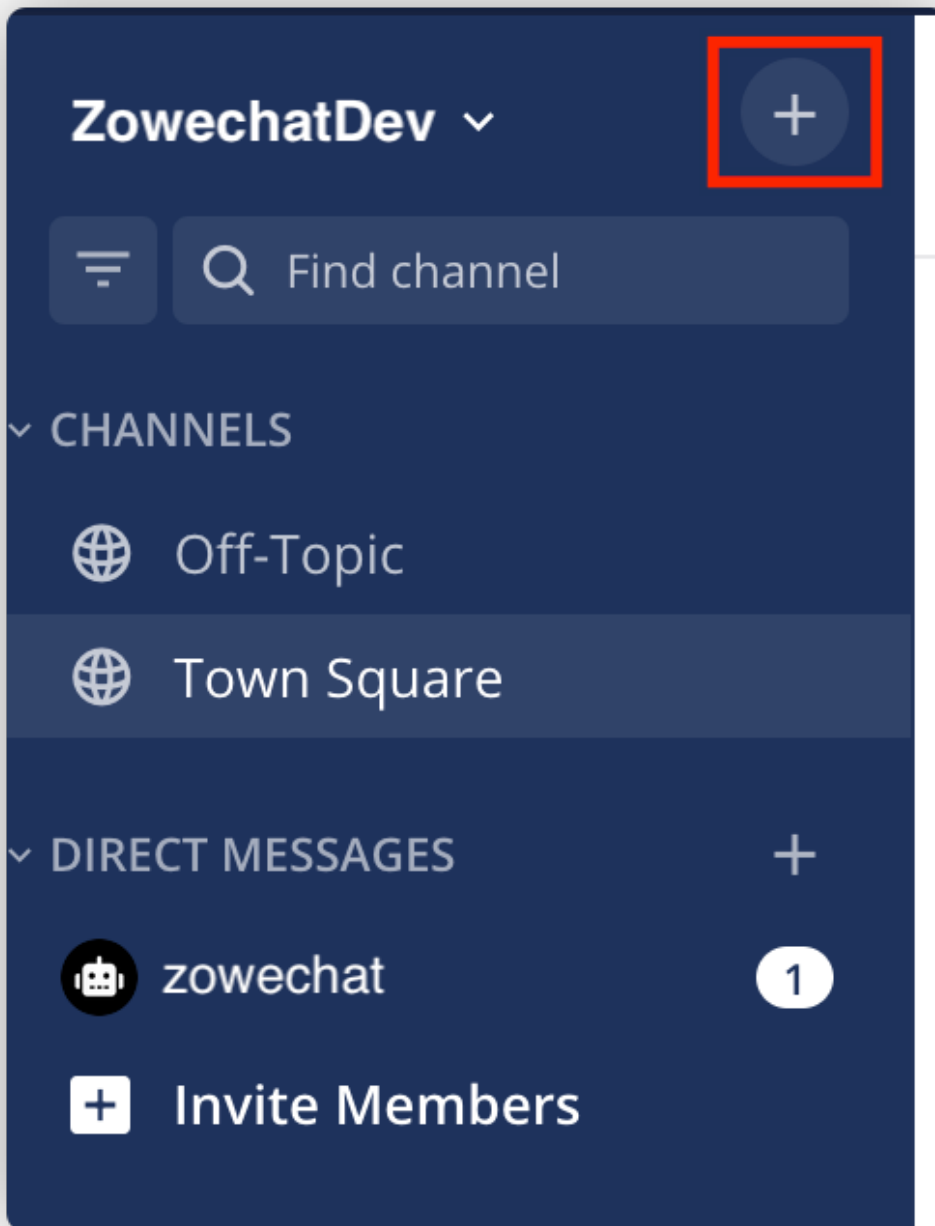 ZowechatDev
Find channel
CHANNELS
Off-Topic
Town Square
DIRECT MESSAGES
zowechat 1
Invite Members